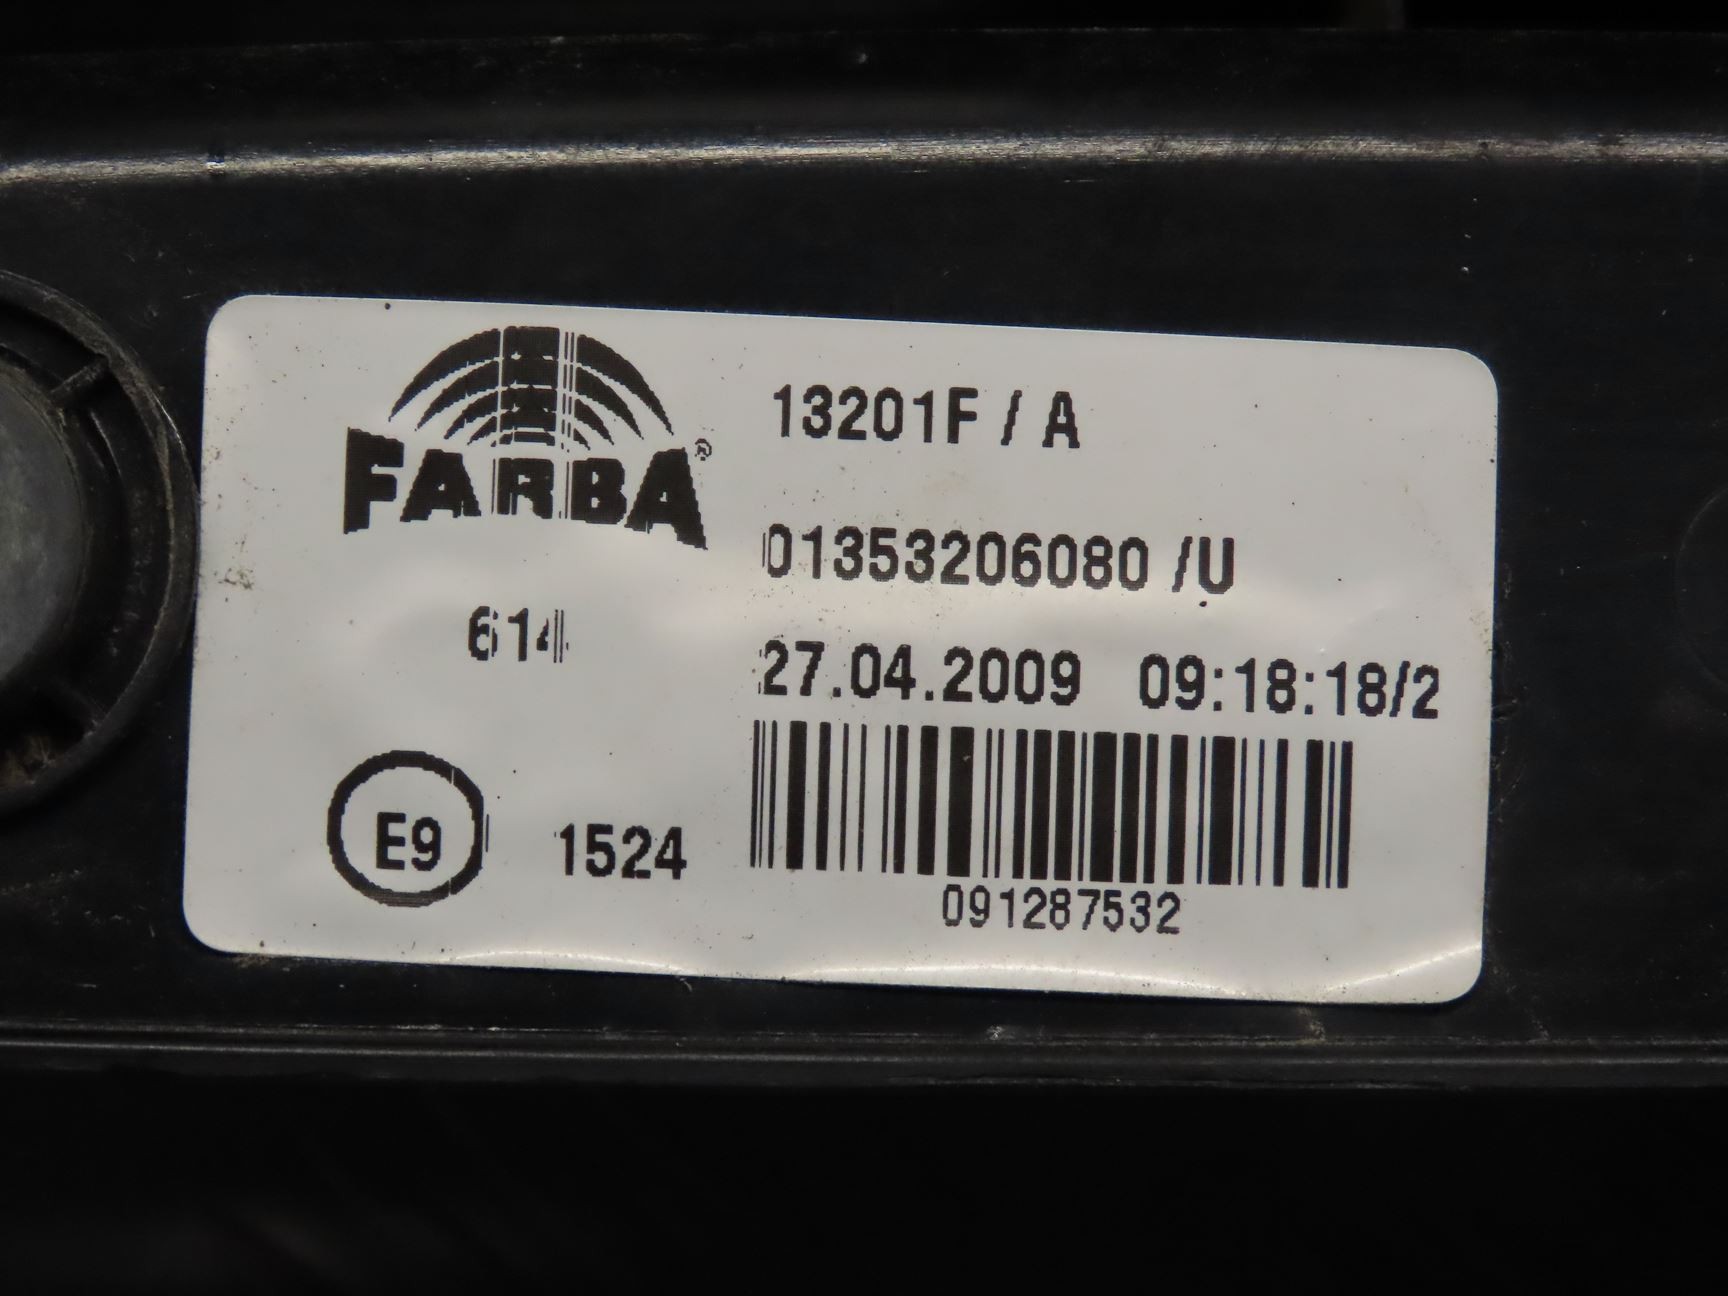 FARBA®
13201F / A
01353206080 /U
614
27.04.2009 09:18:18/2
E9
1524
091287532